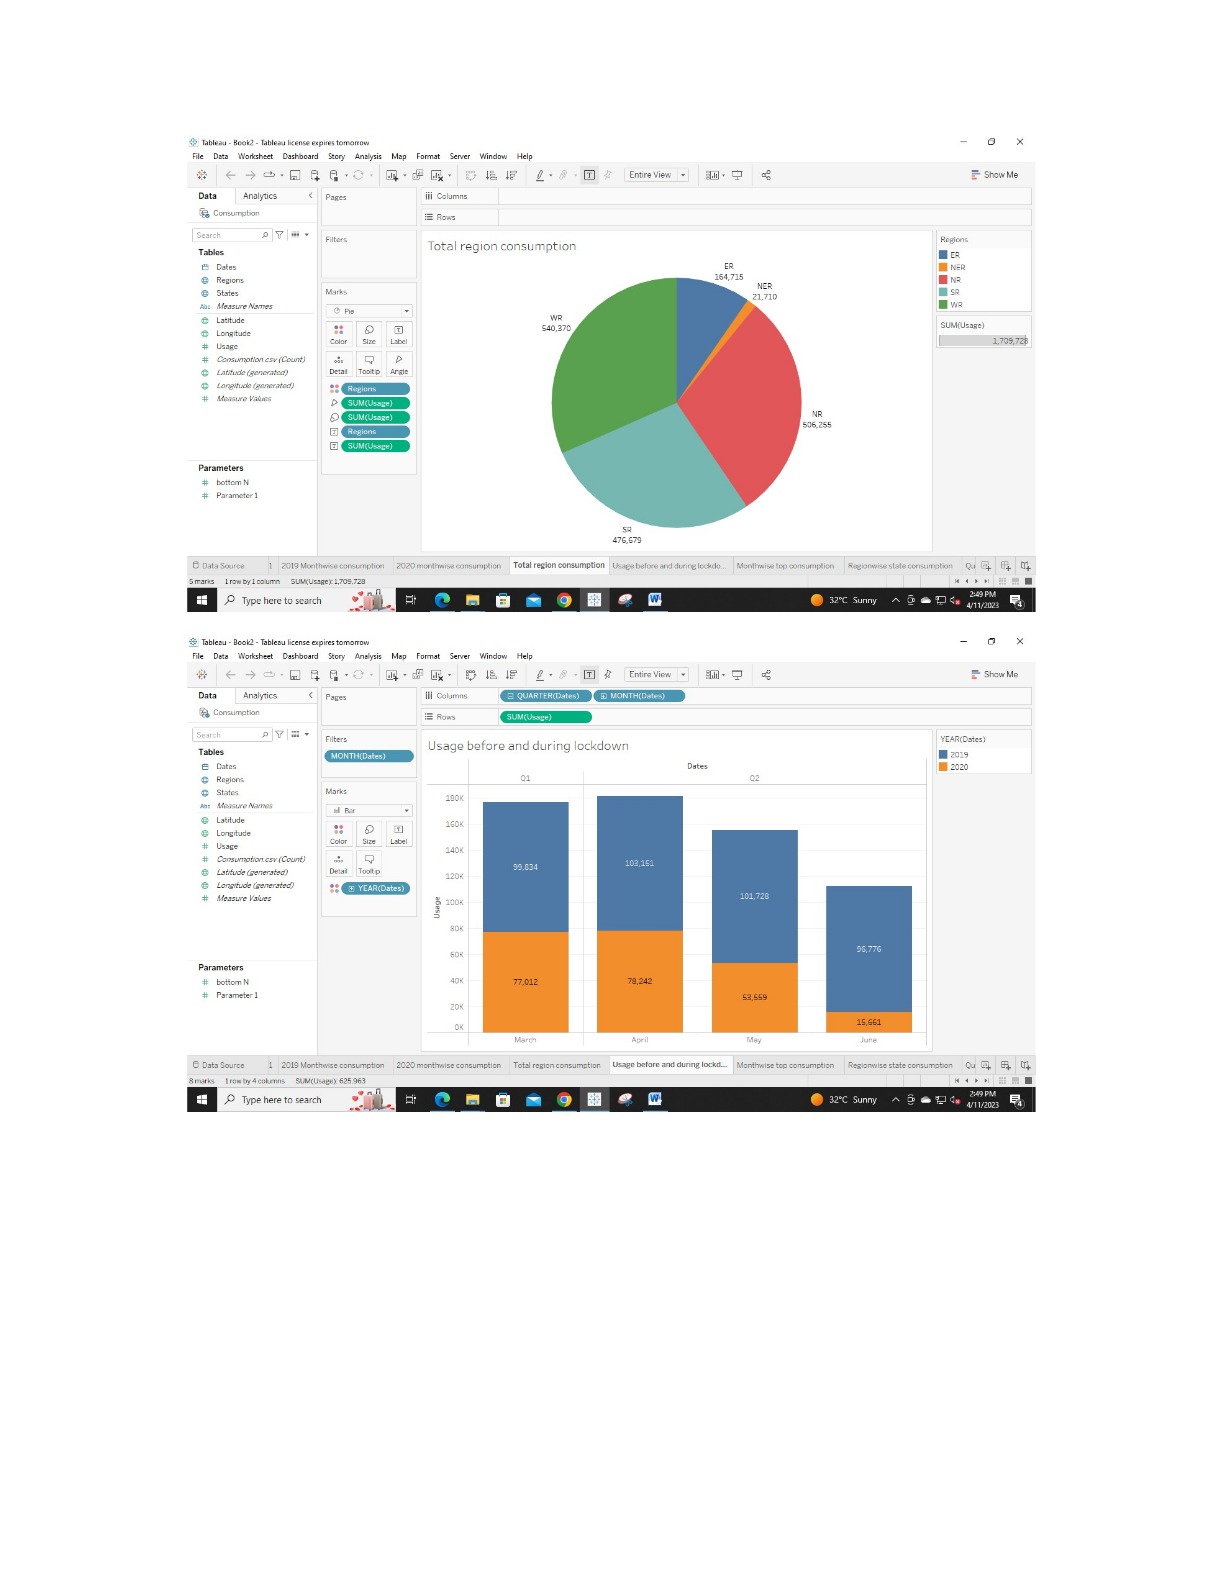 Tableau - Book2 - Tableau license expires tomorrow
File Data Worksheet Dashboard Story Analysis Map Format Server Window Help
Entire View
Show Me
Data Analytics
Consumption
Search
Tables
Dates
Regions
States
Abc Measure Names
Latitude
Longitude
Usage
Consumption.csv (Count)
Latitude (generated)
Longitude (generated)
Measure Values
Parameters
bottom N
Parameter 1
Pages
Filters
Marks
Pie
Color Size Label
Detail Tooltip Angle
Regions
SUM(Usage)
SUM(Usage)
Regions
SUM(Usage)
Columns
Rows
Total region consumption
ER
164,715
NER
21,710
WR
540,370
NR
506,255
SR
476,679
Regions
ER
NER
NR
SR
WR
SUM(Usage)
1,709,728
Data Source 1 2019 Monthwise consumption 2020 monthwise consumption Total region consumption Usage before and during lockdo... Monthwise top consumption Regionwise state consumption Qu
5 marks 1 row by 1 column SUM(Usage): 1,709,728
Type here to search
32°C Sunny
2:49 PM
4/11/2023
4
Tableau - Book2 - Tableau license expires tomorrow
File Data Worksheet Dashboard Story Analysis Map Format Server Window Help
Entire View
Show Me
Data Analytics
Consumption
Search
Tables
Dates
Regions
States
Abc Measure Names
Latitude
Longitude
Usage
Consumption.csv (Count)
Latitude (generated)
Longitude (generated)
Measure Values
Parameters
bottom N
Parameter 1
Pages
Filters
MONTH(Dates)
Marks
Bar
Color Size Label
Detail Tooltip
YEAR(Dates)
Columns QUARTER(Dates) MONTH(Dates)
Rows SUM(Usage)
Usage before and during lockdown
Dates
Q1 Q2
Usage
180K
160K
140K
120K
100K
80K
60K
40K
20K
0K
99,834 103,151 101,728 96,776
77,012 78,242 53,559 15,661
March April May June
YEAR(Dates)
2019
2020
Data Source 1 2019 Monthwise consumption 2020 monthwise consumption Total region consumption Usage before and during lockd... Monthwise top consumption Regionwise state consumption Qu
8 marks 1 row by 4 columns SUM(Usage): 625,963
Type here to search
32°C Sunny
2:49 PM
4/11/2023
4